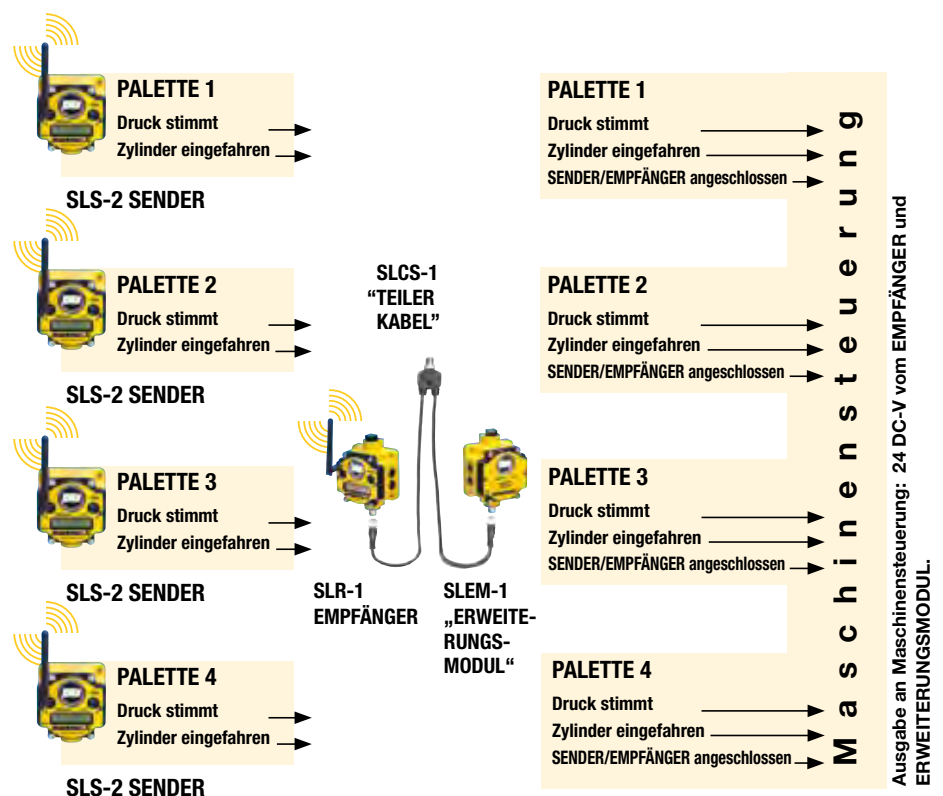 PALETTE 1
Druck stimmt
Zylinder eingefahren
SLS-2 SENDER
PALETTE 2
Druck stimmt
Zylinder eingefahren
SLS-2 SENDER
PALETTE 3
Druck stimmt
Zylinder eingefahren
SLS-2 SENDER
PALETTE 4
Druck stimmt
Zylinder eingefahren
SLS-2 SENDER
SLCS-1
“TEILER
KABEL”
SLR-1
EMPFÄNGER
SLEM-1
„ERWEITE-
RUNGS-
MODUL“
PALETTE 1
Druck stimmt
Zylinder eingefahren
SENDER/EMPFÄNGER angeschlossen
PALETTE 2
Druck stimmt
Zylinder eingefahren
SENDER/EMPFÄNGER angeschlossen
PALETTE 3
Druck stimmt
Zylinder eingefahren
SENDER/EMPFÄNGER angeschlossen
PALETTE 4
Druck stimmt
Zylinder eingefahren
SENDER/EMPFÄNGER angeschlossen
Maschinensteuerung
Ausgabe an Maschinensteuerung: 24 DC-V vom EMPFÄNGER und
ERWEITERUNGSMODUL.